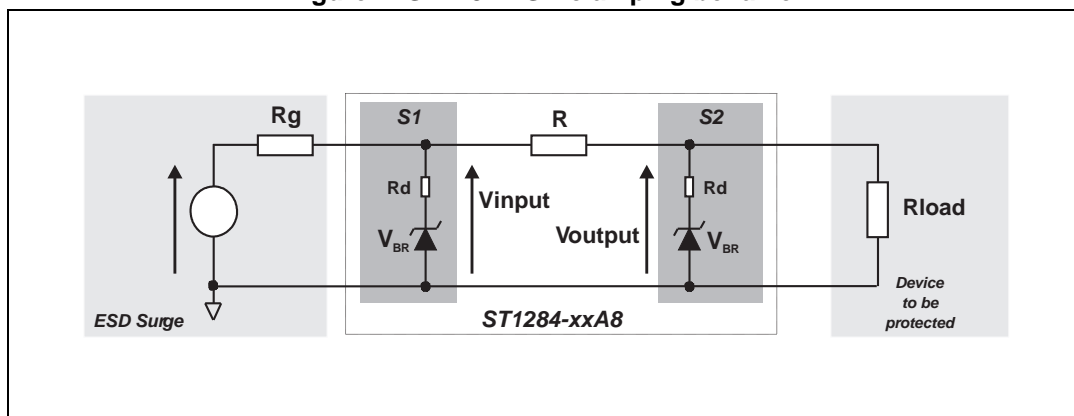 Rg
S1
R
S2
Rd
Vinput
VBR
Voutput
Rd
VBR
Rload
ESD Surge
ST1284-xxA8
Device
to be
protected